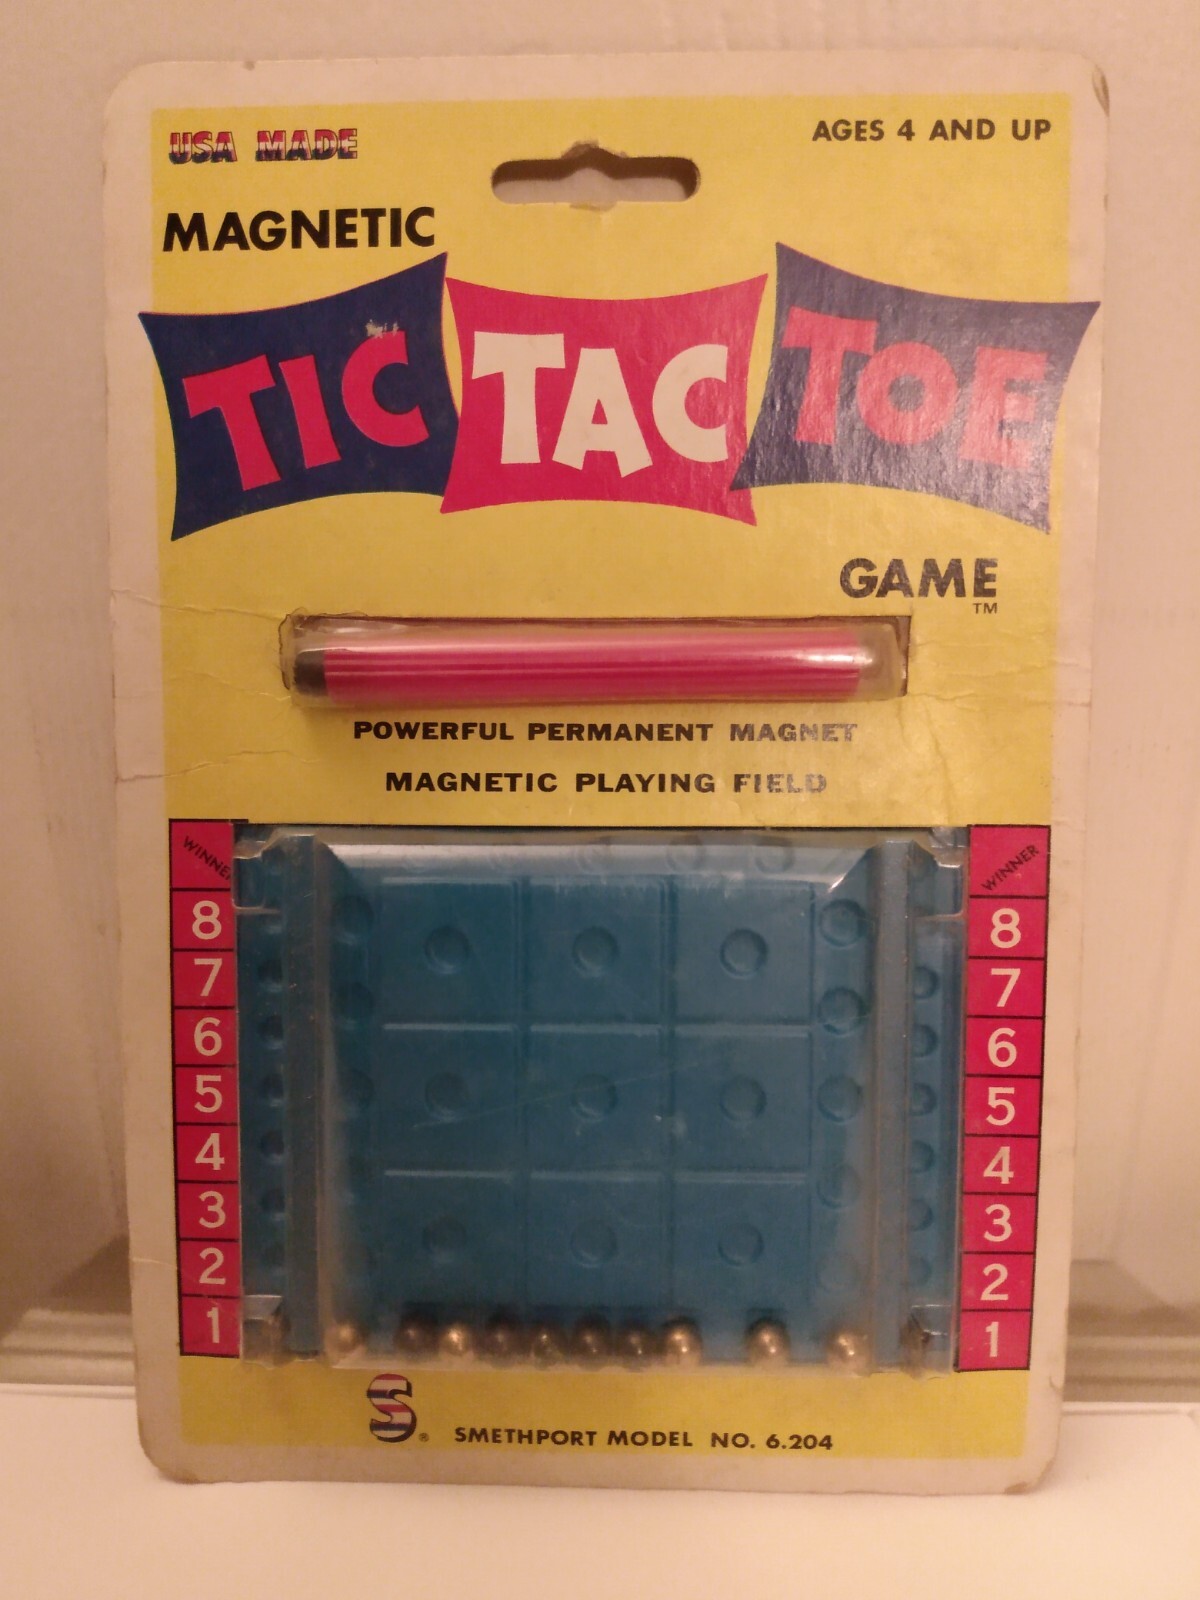 USA MADE
AGES 4 AND UP
MAGNETIC
TIC TAC TOE
GAME
TM
POWERFUL PERMANENT MAGNET
MAGNETIC PLAYING FIELD
WINNER
8
7
6
5
4
3
2
1
WINNER
8
7
6
5
4
3
2
1
S®
SMETHPORT MODEL NO. 6.204